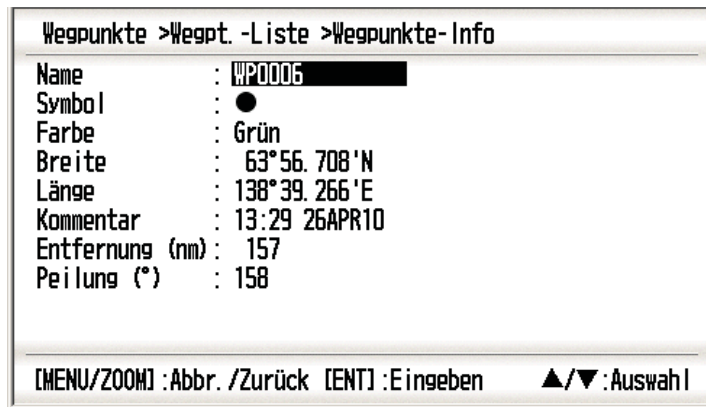 Wegpunkte >Wegpt.-Liste >Wegpunkte-Info
Name : WP0006
Symbol : ●
Farbe : Grün
Breite : 63°56.708'N
Länge : 138°39.266'E
Kommentar : 13:29 26APR10
Entfernung (nm): 157
Peilung (°) : 158
[MENU/ZOOM]:Abbr./Zurück [ENT]:Eingeben ▲/▼:Auswahl